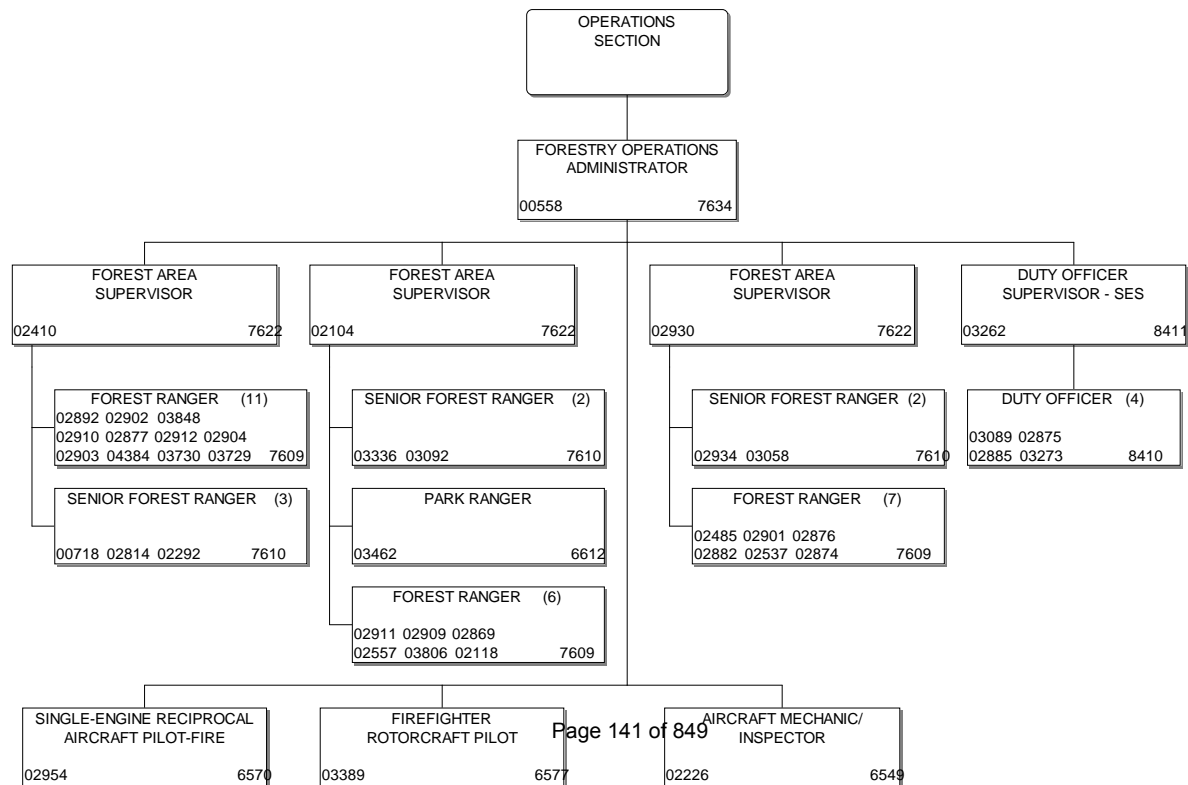 OPERATIONS
SECTION
FORESTRY OPERATIONS
ADMINISTRATOR
00558 7634
FOREST AREA
SUPERVISOR
02410 7622
FOREST AREA
SUPERVISOR
02104 7622
FOREST AREA
SUPERVISOR
02930 7622
DUTY OFFICER
SUPERVISOR - SES
03262 8411
FOREST RANGER (11)
02892 02902 03848
02910 02877 02912 02904
02903 04384 03730 03729 7609
SENIOR FOREST RANGER (3)
00718 02814 02292 7610
SENIOR FOREST RANGER (2)
03336 03092 7610
PARK RANGER
03462 6612
FOREST RANGER (6)
02911 02909 02869
02557 03806 02118 7609
SENIOR FOREST RANGER (2)
02934 03058 7610
FOREST RANGER (7)
02485 02901 02876
02882 02537 02874 7609
DUTY OFFICER (4)
03089 02875
02885 03273 8410
SINGLE-ENGINE RECIPROCAL
AIRCRAFT PILOT-FIRE
02954 6570
FIREFIGHTER
ROTORCRAFT PILOT
03389 6577
AIRCRAFT MECHANIC/
INSPECTOR
02226 6549
Page 141 of 849